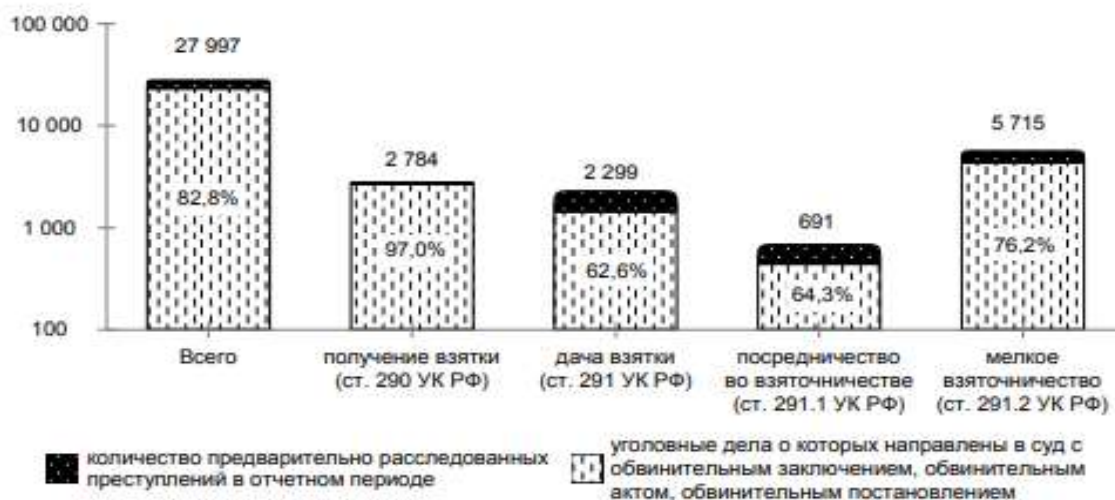 100 000
10 000
1 000
100
27 997
82,8%
2 784
97,0%
2 299
62,6%
691
64,3%
5 715
76,2%
Всего
получение взятки
(ст. 290 УК РФ)
дача взятки
(ст. 291 УК РФ)
посредничество
во взяточничестве
(ст. 291.1 УК РФ)
мелкое
взяточничество
(ст. 291.2 УК РФ)
количество предварительно расследованных
преступлений в отчетном периоде
уголовные дела о которых направлены в суд с
обвинительным заключением, обвинительным
актом, обвинительным постановлением